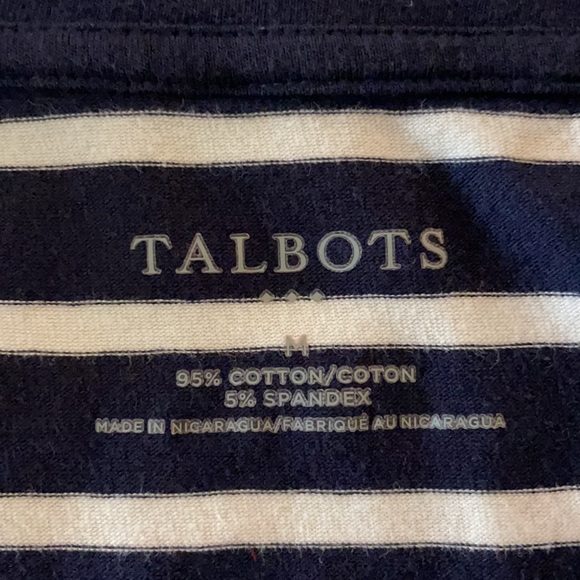 TALBOTS
M
95% COTTON/COTON
5% SPANDEX
MADE IN NICARAGUA/FABRIQUÉ AU NICARAGUA